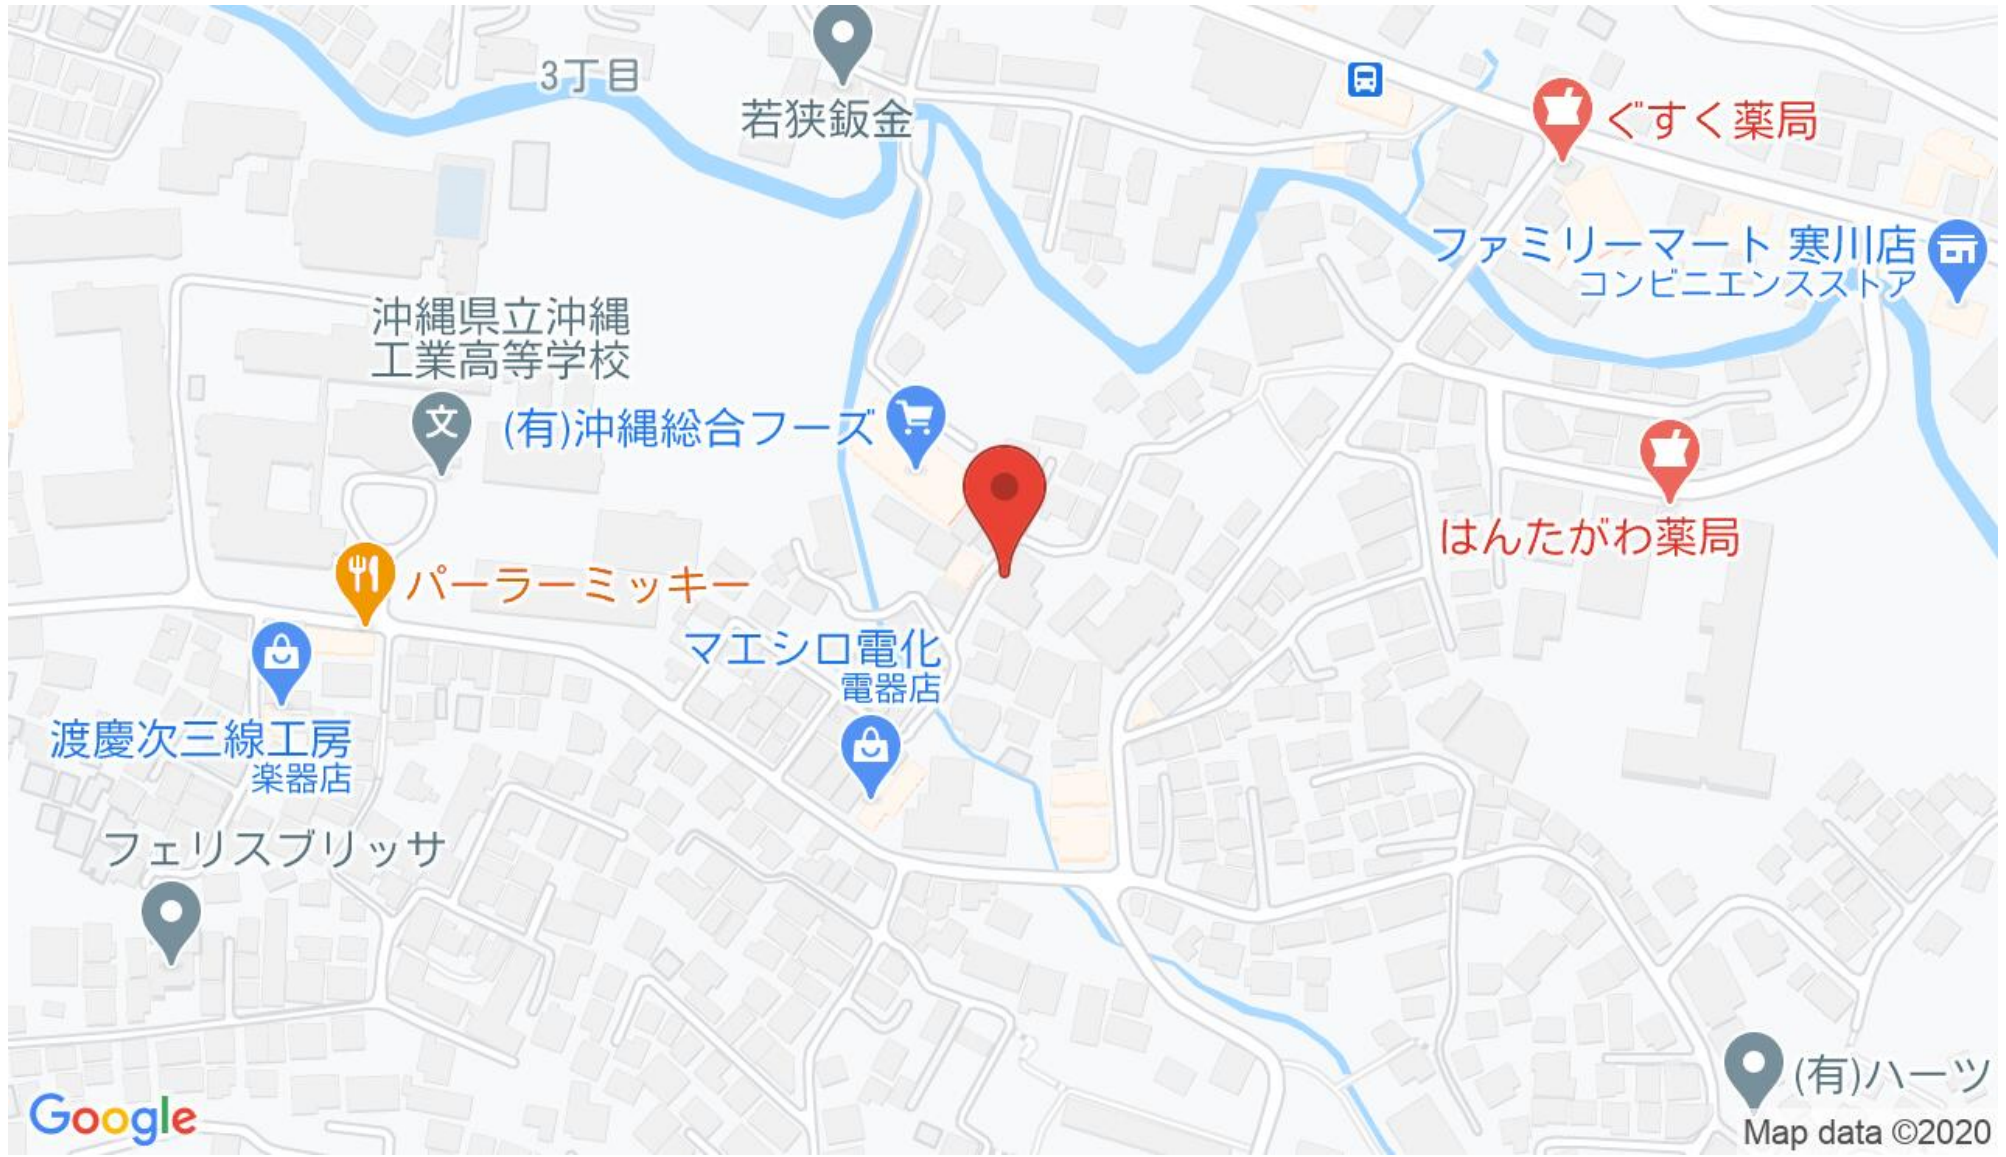 3丁目
若狭鈑金
ぐすく薬局
ファミリーマート 寒川店
コンビニエンスストア
沖縄県立沖縄
工業高等学校
文
(有)沖縄総合フーズ
はんたがわ薬局
パーラーミッキー
マエシロ電化
電器店
渡慶次三線工房
楽器店
フェリスブリッサ
(有)ハーツ
Google
Map data ©2020